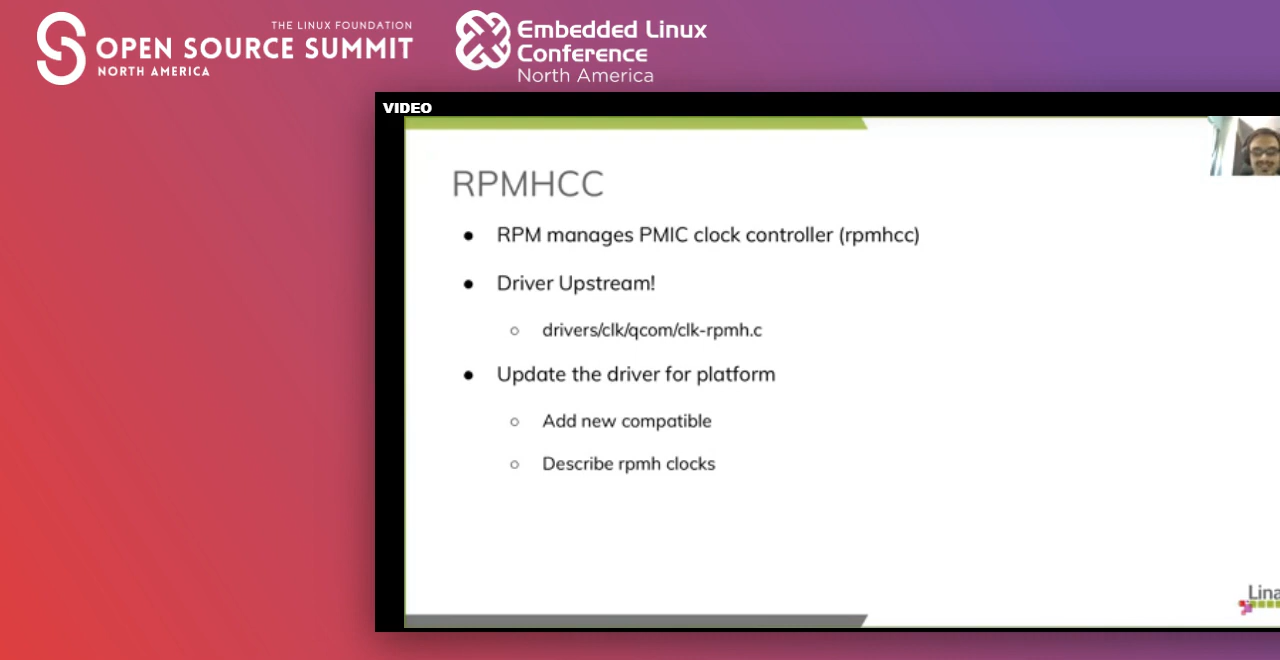 THE LINUX FOUNDATION
OPEN SOURCE SUMMIT
NORTH AMERICA
Embedded Linux
Conference
North America
VIDEO
RPMHCC
● RPM manages PMIC clock controller (rpmhcc)
● Driver Upstream!
○ drivers/clk/qcom/clk-rpmh.c
● Update the driver for platform
○ Add new compatible
○ Describe rpmh clocks
Lina